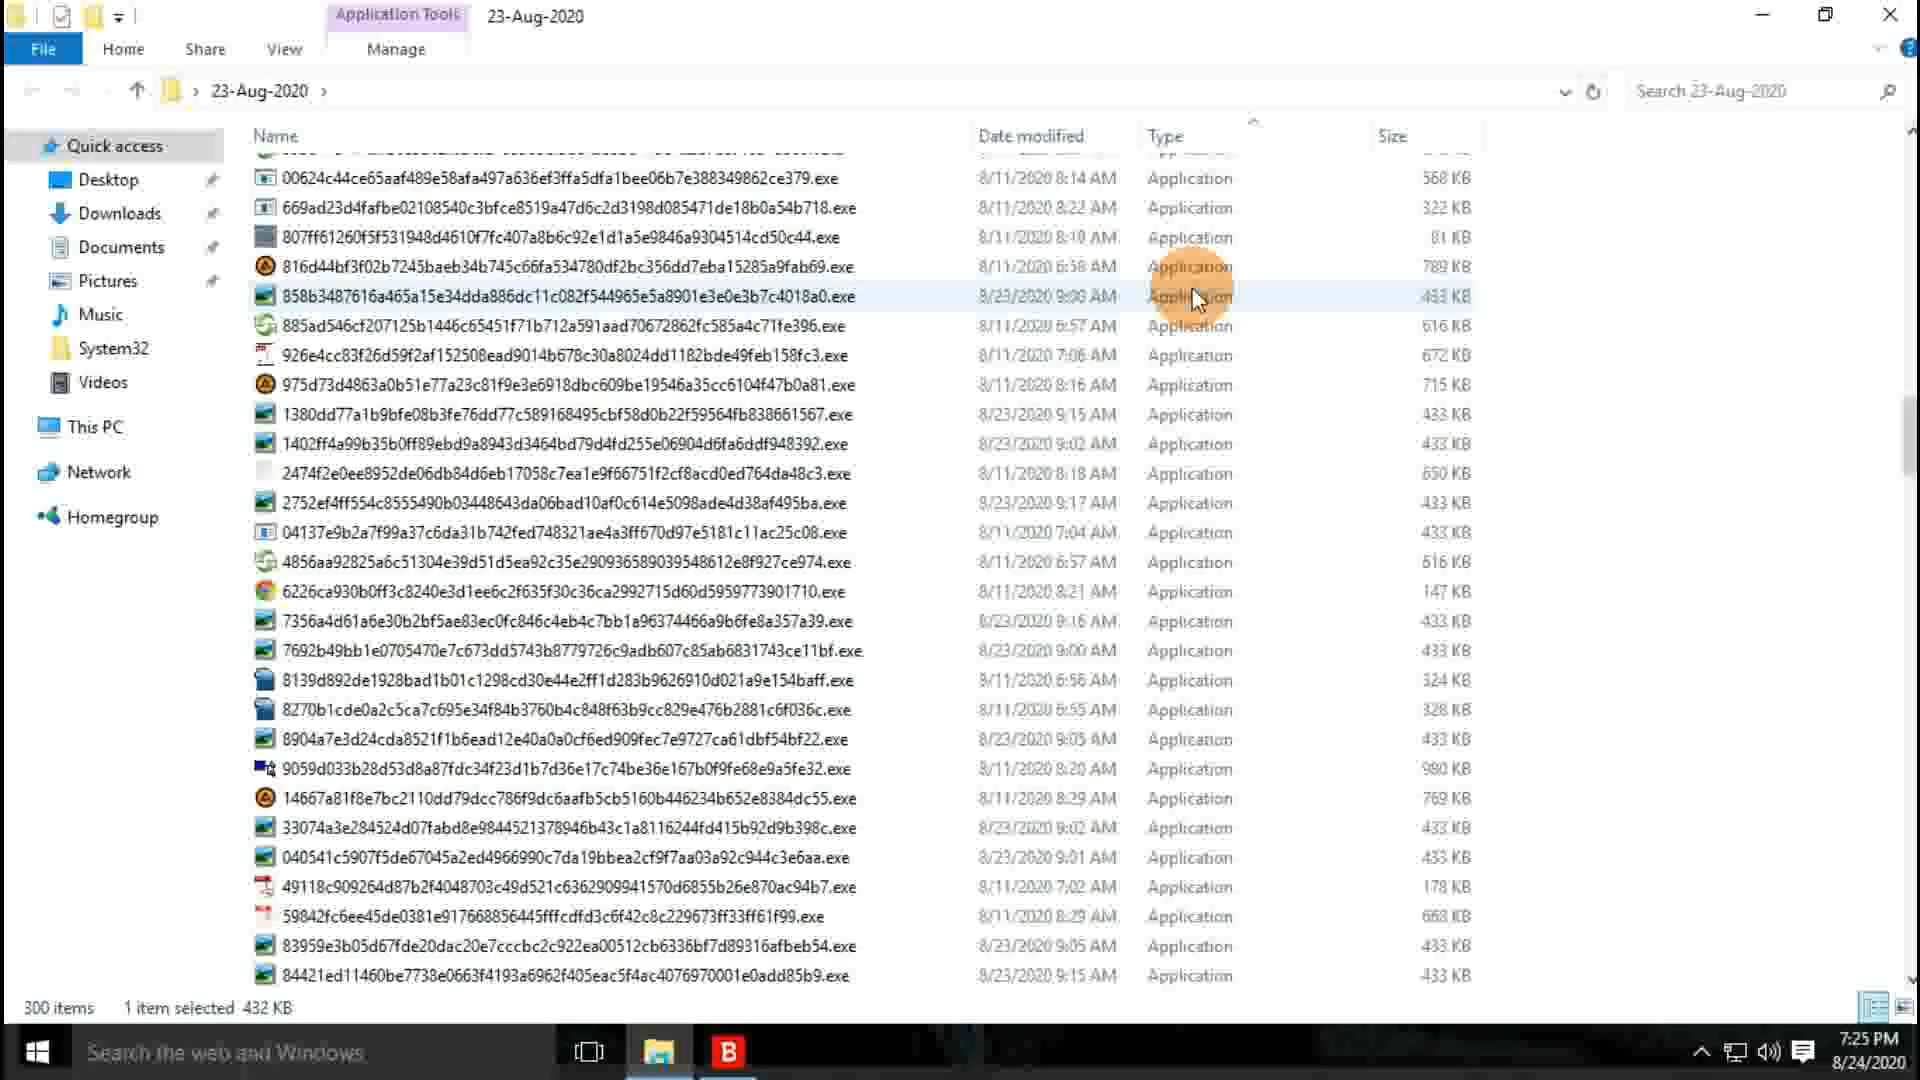 Application Tools 23-Aug-2020
File Home Share View Manage
23-Aug-2020 Search 23-Aug-2020
Name Date modified Type Size
Quick access
Desktop
Downloads
Documents
Pictures
Music
System32
Videos
This PC
Network
Homegroup
00624c44ce65aaf489e58afa497a636ef3ffa5dfa1bee06b7e388349862ce379.exe 8/11/2020 8:14 AM Application 568 KB
669ad23d4fafbe02108540c3bfce8519a47d6c2d3198d085471de18b0a54b718.exe 8/11/2020 8:22 AM Application 322 KB
807ff61260f5f531948d4610f7fc407a8b6c92e1d1a5e9846a9304514cd50c44.exe 8/11/2020 8:19 AM Application 81 KB
816d44bf3f02b7245baeb34b745c66fa534780df2bc356dd7eba15285a9fab69.exe 8/11/2020 6:58 AM Application 789 KB
858b3487616a465a15e34dda886dc11c082f544965e5a8901e3e0e3b7c4018a0.exe 8/23/2020 9:00 AM Application 433 KB
885ad546cf207125b1446c65451f71b712a591aad70672862fc585a4c71fe396.exe 8/11/2020 6:57 AM Application 616 KB
926e4cc83f26d59f2af152508ead9014b678c30a8024dd1182bde49feb158fc3.exe 8/11/2020 7:06 AM Application 672 KB
975d73d4863a0b51e77a23c81f9e3e6918dbc609be19546a35cc6104f47b0a81.exe 8/11/2020 8:16 AM Application 715 KB
1380dd77a1b9bfe08b3fe76dd77c589168495cbf58d0b22f59564fb838661567.exe 8/23/2020 9:15 AM Application 433 KB
1402ff4a99b35b0ff89ebd9a8943d3464bd79d4fd255e06904d6fa6ddf948392.exe 8/23/2020 9:02 AM Application 433 KB
2474f2e0ee8952de06db84d6eb17058c7ea1e9f66751f2cf8acd0ed764da48c3.exe 8/11/2020 8:18 AM Application 650 KB
2752ef4ff554c8555490b03448643da06bad10af0c614e5098ade4d38af495ba.exe 8/23/2020 9:17 AM Application 433 KB
04137e9b2a7f99a37c6da31b742fed748321ae4a3ff670d97e5181c11ac25c08.exe 8/11/2020 7:04 AM Application 433 KB
4856aa92825a6c51304e39d51d5ea92c35e290936589039548612e8f927ce974.exe 8/11/2020 6:57 AM Application 516 KB
6226ca930b0ff3c8240e3d1ee6c2f635f30c36ca2992715d60d5959773901710.exe 8/11/2020 8:21 AM Application 147 KB
7356a4d61a6e30b2bf5ae83ec0fc846c4eb4c7bb1a96374466a9b6fe8a357a39.exe 8/23/2020 9:16 AM Application 433 KB
7692b49bb1e0705470e7c673dd5743b8779726c9adb607c85ab6831743ce11bf.exe 8/23/2020 9:00 AM Application 433 KB
8139d892de1928bad1b01c1298cd30e44e2ff1d283b9626910d021a9e154baff.exe 8/11/2020 6:56 AM Application 324 KB
8270b1cde0a2c5ca7c695e34f84b3760b4c848f63b9cc829e476b2881c6f036c.exe 8/11/2020 6:55 AM Application 328 KB
8904a7e3d24cda8521f1b6ead12e40a0a0cf6ed909fec7e9727ca61dbf54bf22.exe 8/23/2020 9:05 AM Application 433 KB
9059d033b28d53d8a87fdc34f23d1b7d36e17c74be36e167b0f9fe68e9a5fe32.exe 8/11/2020 8:20 AM Application 980 KB
14667a81f8e7bc2110dd79dcc786f9dc6aafb5cb5160b446234b652e8384dc55.exe 8/11/2020 8:29 AM Application 769 KB
33074a3e284524d07fabd8e9844521378946b43c1a8116244fd415b92d9b398c.exe 8/23/2020 9:02 AM Application 433 KB
040541c5907f5de67045a2ed4966990c7da19bbea2cf9f7aa03a92c944c3e6aa.exe 8/23/2020 9:01 AM Application 433 KB
49118c909264d87b2f4048703c49d521c6362909941570d6855b26e870ac94b7.exe 8/11/2020 7:02 AM Application 178 KB
59842fc6ee45de0381e917668856445fffcdfd3c6f42c8c229673ff33ff61f99.exe 8/11/2020 8:29 AM Application 668 KB
83959e3b05d67fde20dac20e7cccbc2c922ea00512cb6336bf7d89316afbeb54.exe 8/23/2020 9:05 AM Application 433 KB
84421ed11460be7738e0663f4193a6962f405eac5f4ac4076970001e0add85b9.exe 8/23/2020 9:15 AM Application 433 KB
300 items 1 item selected 432 KB
Search the web and Windows B 7:25 PM
8/24/2020